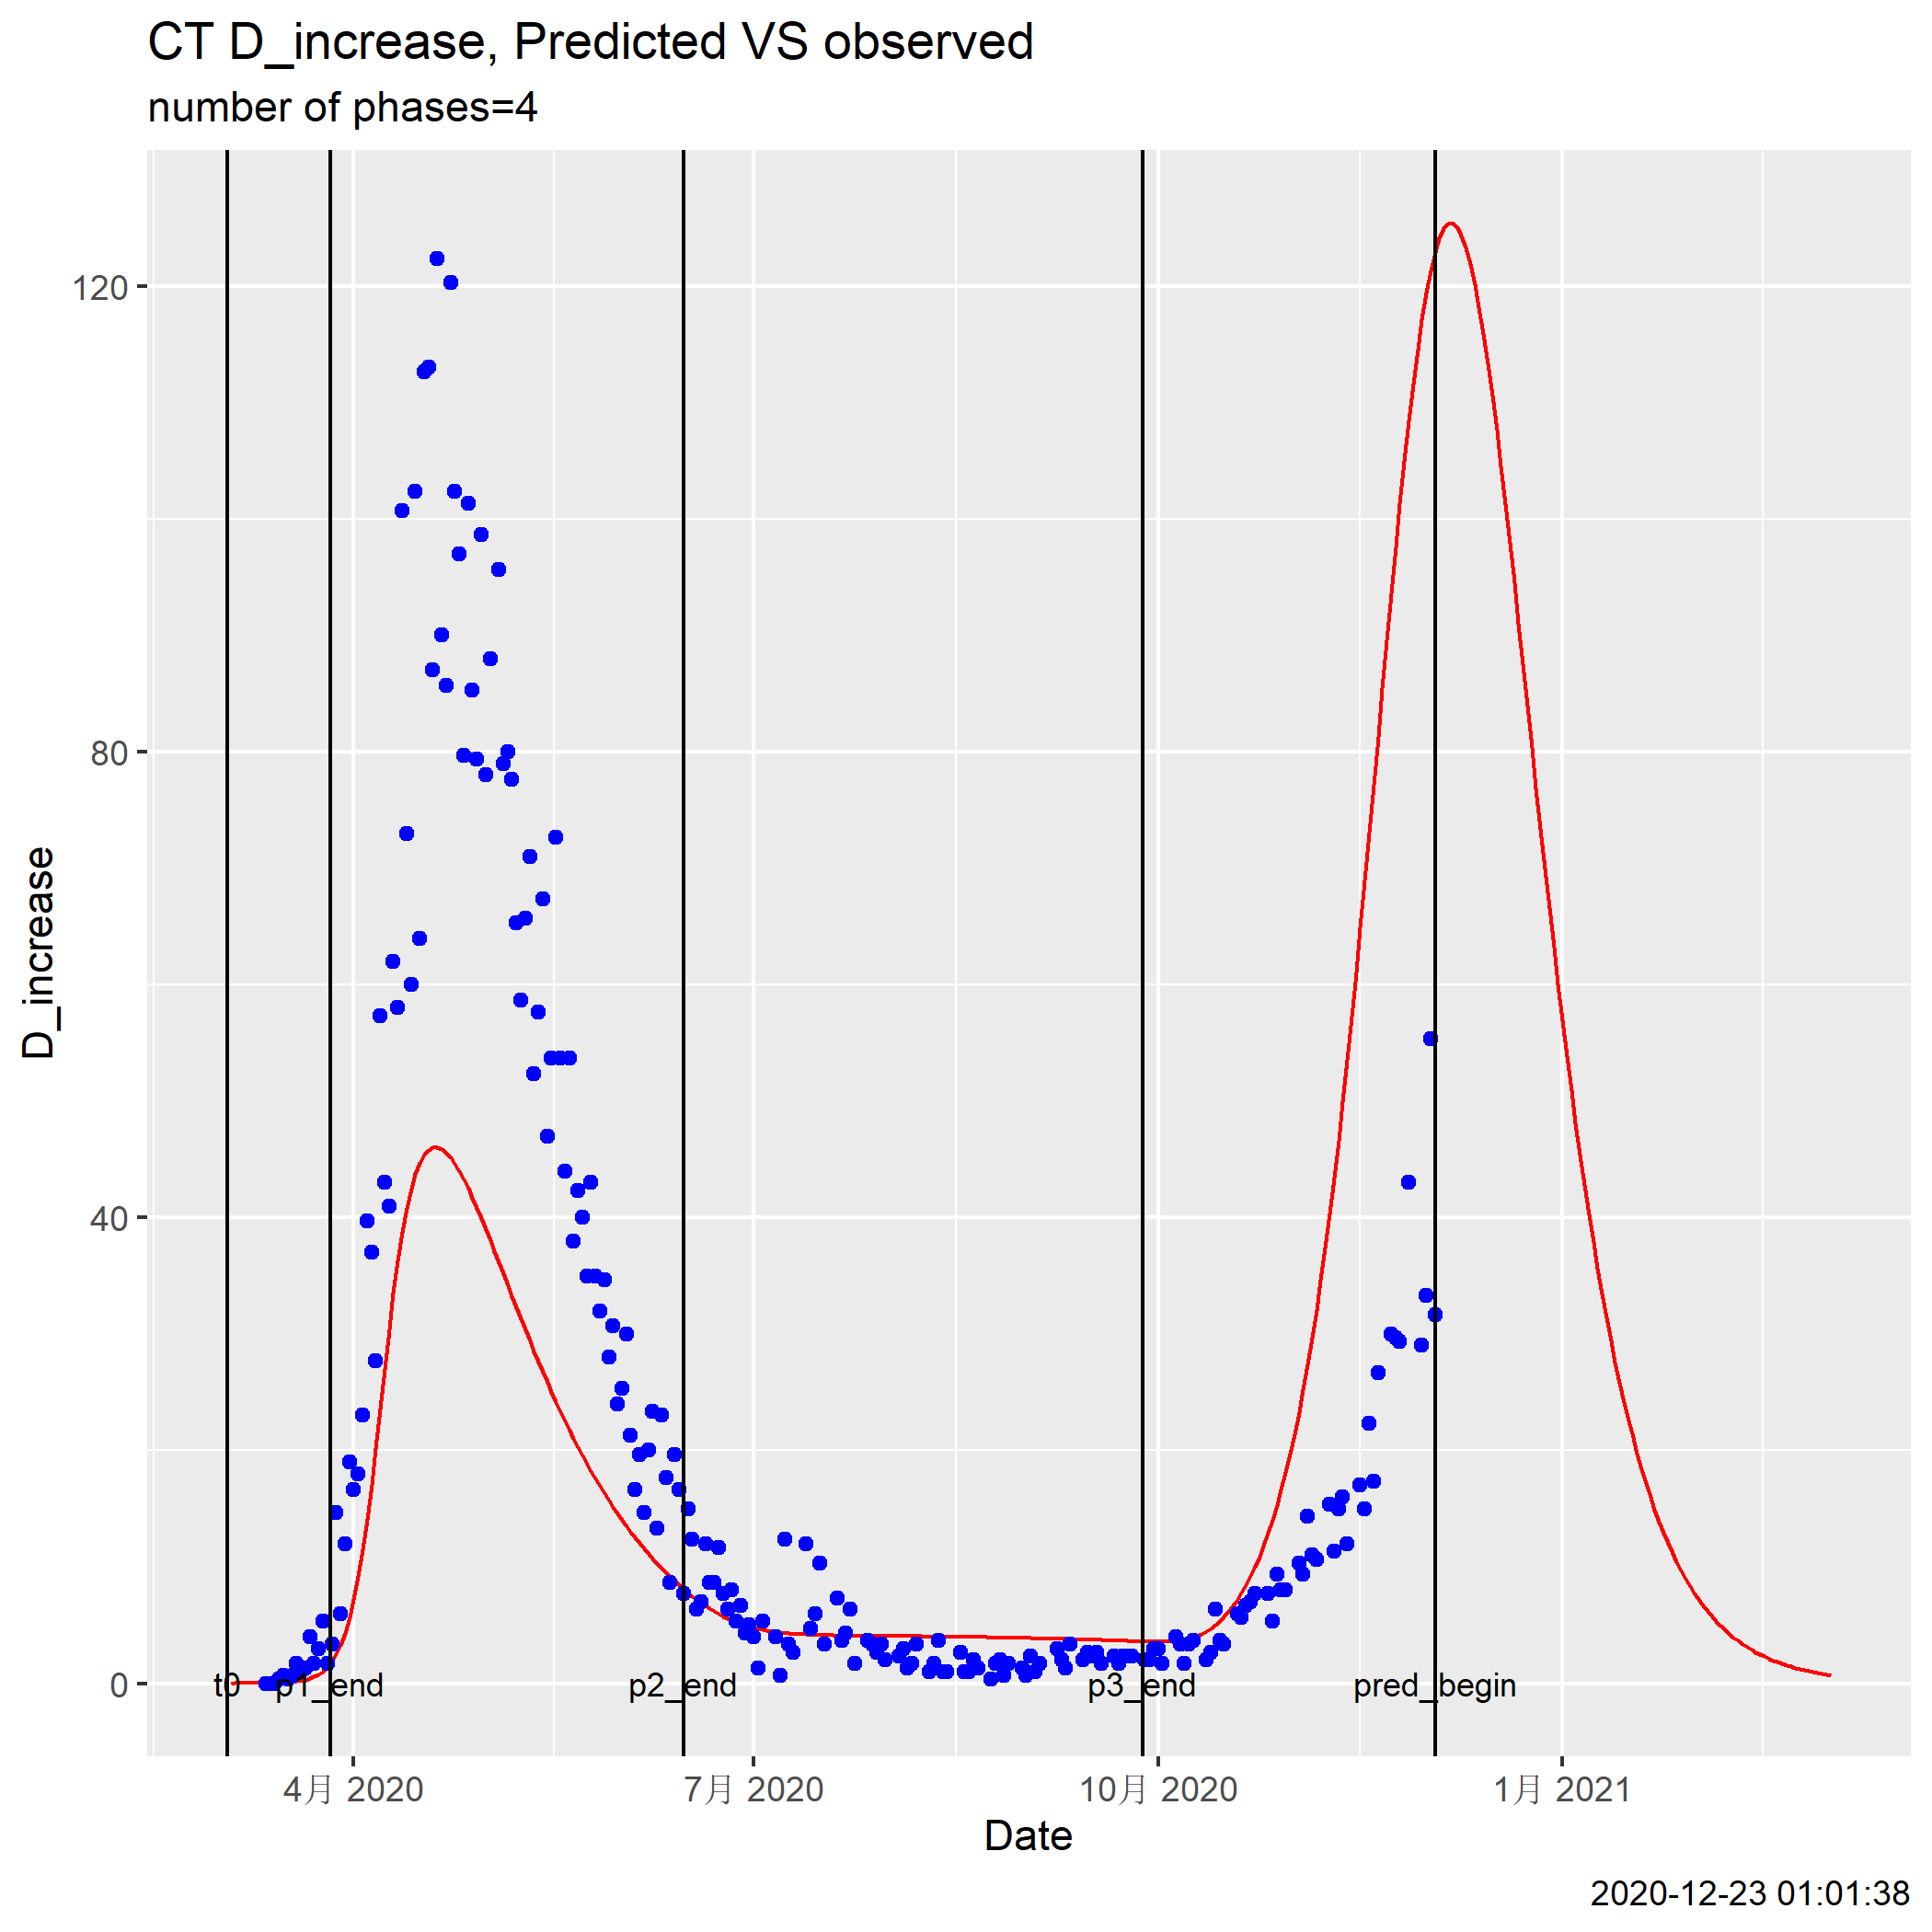 CT D_increase, Predicted VS observed
number of phases=4
D_increase
120
80
40
0
t0
p1_end
p2_end
p3_end
pred_begin
4月 2020
7月 2020
10月 2020
1月 2021
Date
2020-12-23 01:01:38